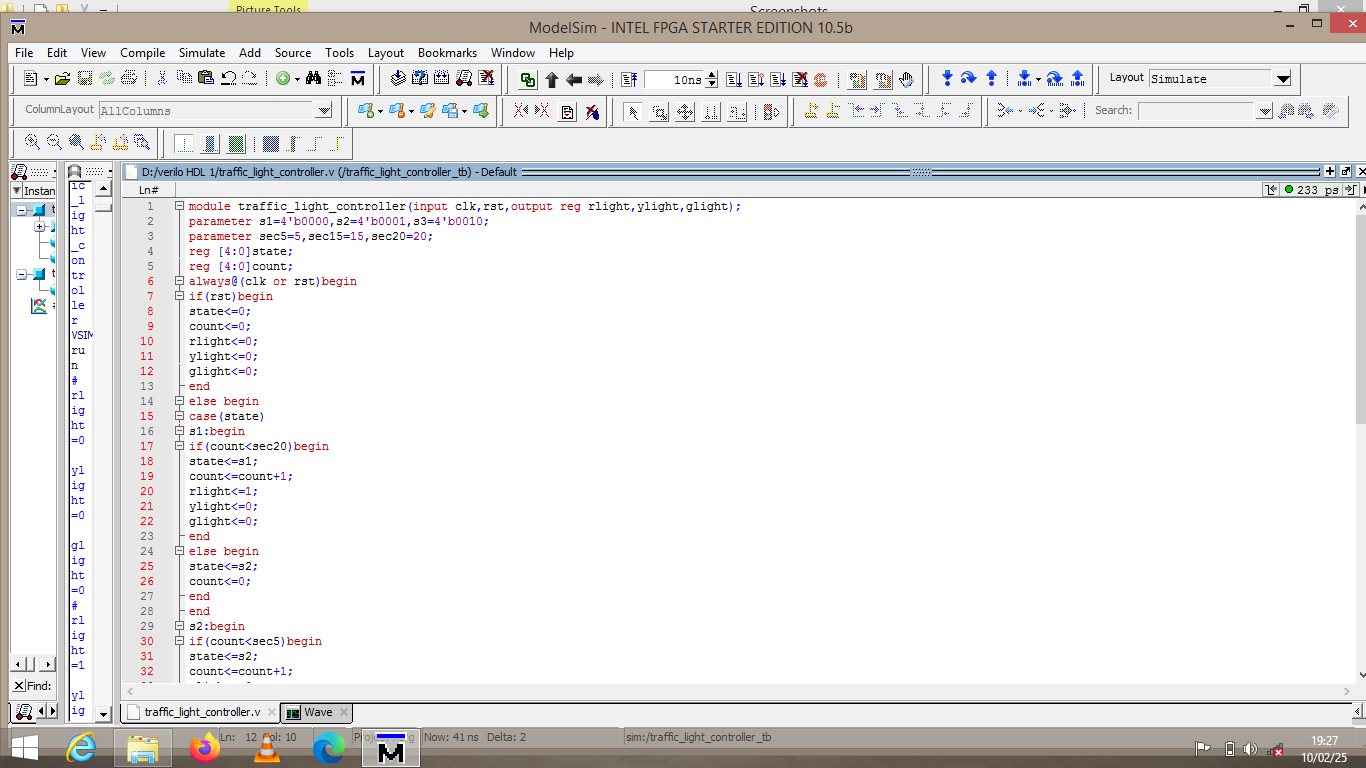 Picture Tools
Screenshots
ModelSim - INTEL FPGA STARTER EDITION 10.5b
File Edit View Compile Simulate Add Source Tools Layout Bookmarks Window Help
10ns
Layout Simulate
ColumnLayout AllColumns
Search:
D:/verilo HDL 1/traffic_light_controller.v (/traffic_light_controller_tb) - Default
Instan
Ln#
233 ps
1 module traffic_light_controller(input clk,rst,output reg rlight,ylight,glight);
2 parameter s1=4'b0000,s2=4'b0001,s3=4'b0010;
3 parameter sec5=5,sec15=15,sec20=20;
4 reg [4:0]state;
5 reg [4:0]count;
6 always@(clk or rst)begin
7 if(rst)begin
8 state<=0;
9 count<=0;
10 rlight<=0;
11 ylight<=0;
12 glight<=0;
13 end
14 else begin
15 case(state)
16 s1:begin
17 if(count<sec20)begin
18 state<=s1;
19 count<=count+1;
20 rlight<=1;
21 ylight<=0;
22 glight<=0;
23 end
24 else begin
25 state<=s2;
26 count<=0;
27 end
28 end
29 s2:begin
30 if(count<sec5)begin
31 state<=s2;
32 count<=count+1;
_l
ig
ht
_c
on
tr
ol
le
r
VSIM
ru
n
#
rl
ig
ht
=0
yl
ig
ht
=0
gl
ig
ht
=0
#
rl
ig
ht
=1
yl
ig
Find:
traffic_light_controller.v
Wave
Ln: 12 Col: 10
Now: 41 ns Delta: 2
sim:/traffic_light_controller_tb
19:27
10/02/25